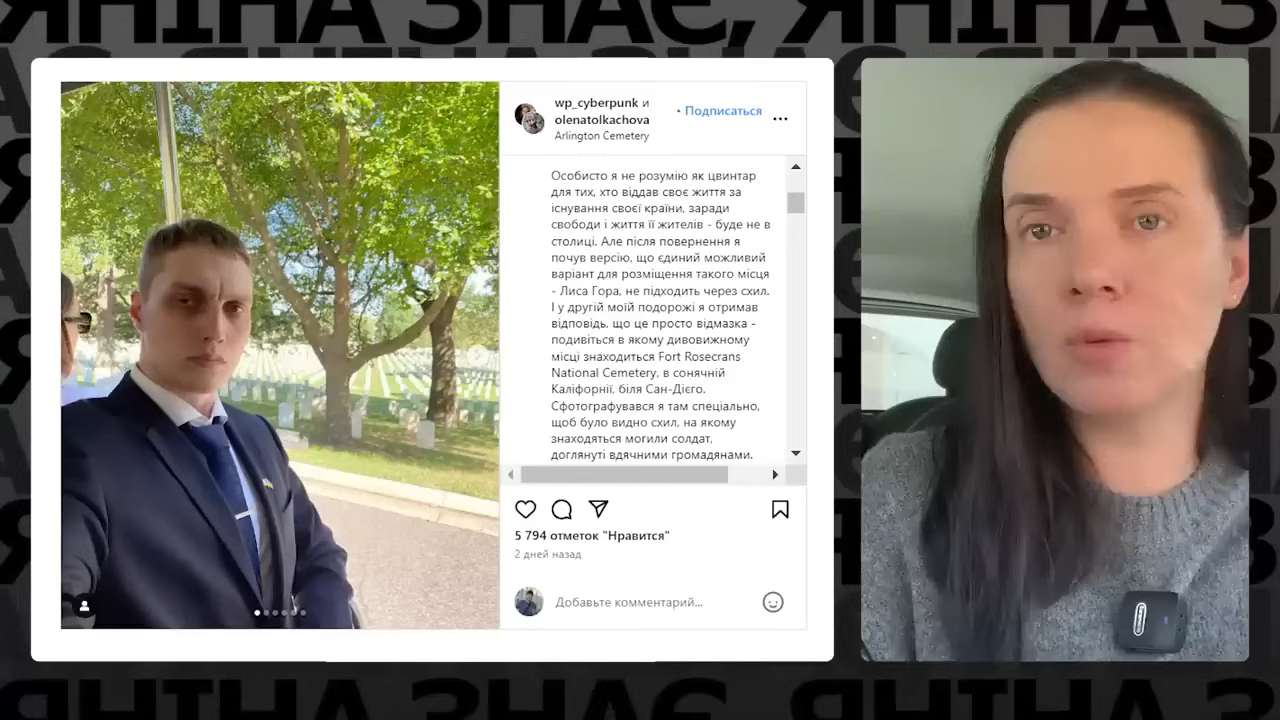 ЯНІНА ЗНАЄ, ЯНІНА З
wp_cyberpunk и
olenatolkachova
• Подписаться
Arlington Cemetery
Особисто я не розумію як цвинтар
для тих, хто віддав своє життя за
існування своєї країни, заради
свободи і життя її жителів - буде не в
столиці. Але після повернення я
почув версію, що єдиний можливий
варіант для розміщення такого місця
- Лиса Гора, не підходить через схил.
І у другій моїй подорожі я отримав
відповідь, що це просто відмазка -
подивіться в якому дивовижному
місці знаходиться Fort Rosecrans
National Cemetery, в сонячній
Каліфорнії, біля Сан-Дієго.
Сфотографувався я там спеціально,
щоб було видно схил, на якому
знаходяться могили солдат,
доглянуті вдячними громадянами.
5 794 отметок "Нравится"
2 дней назад
Добавьте комментарий...
ЯНІНА ЗНАЄ, ЯНІНА З